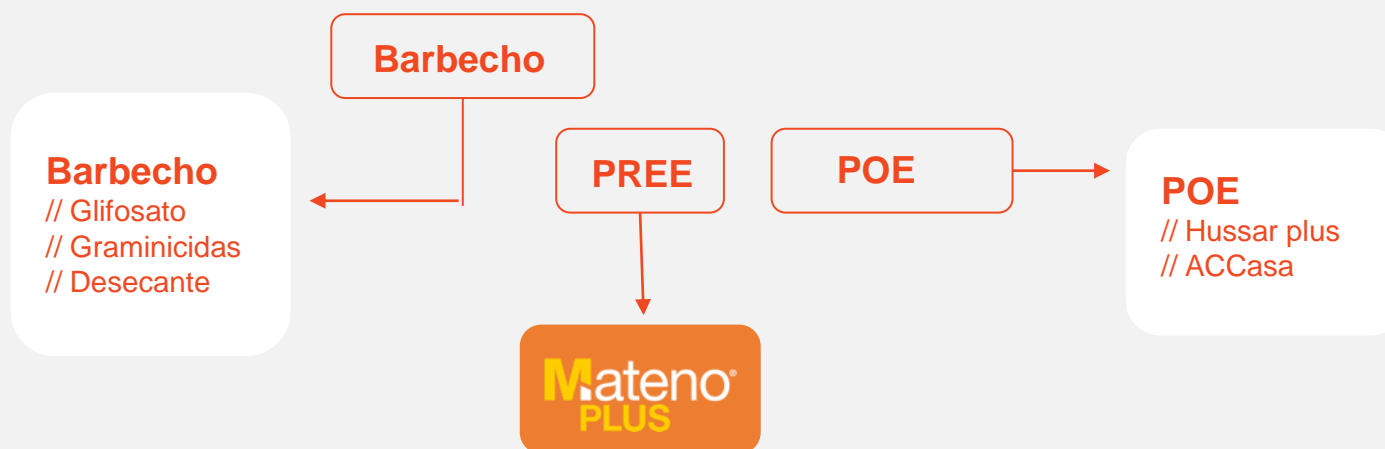 Barbecho
PREE
POE
Barbecho
// Glifosato
// Graminicidas
// Desecante
POE
// Hussar plus
// ACCasa
Mateno®
PLUS